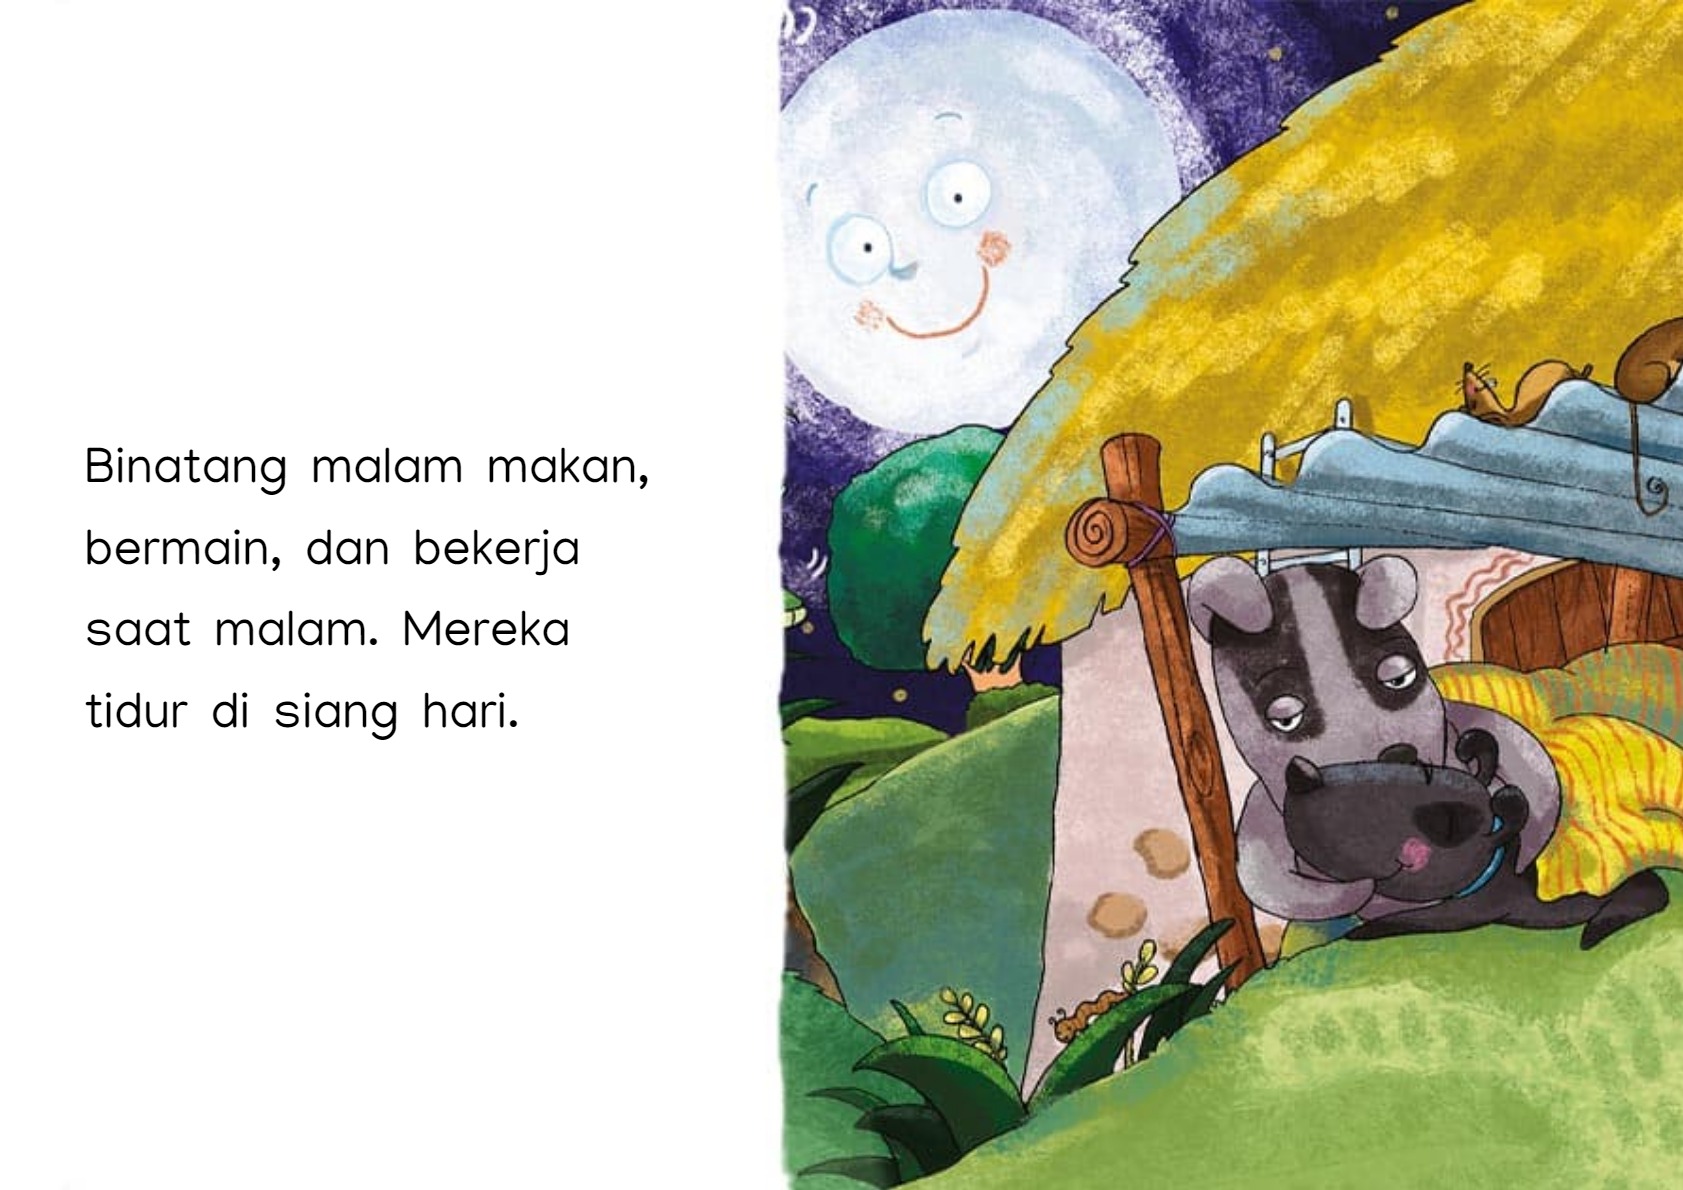 Binatang malam makan,
bermain, dan bekerja
saat malam. Mereka
tidur di siang hari.